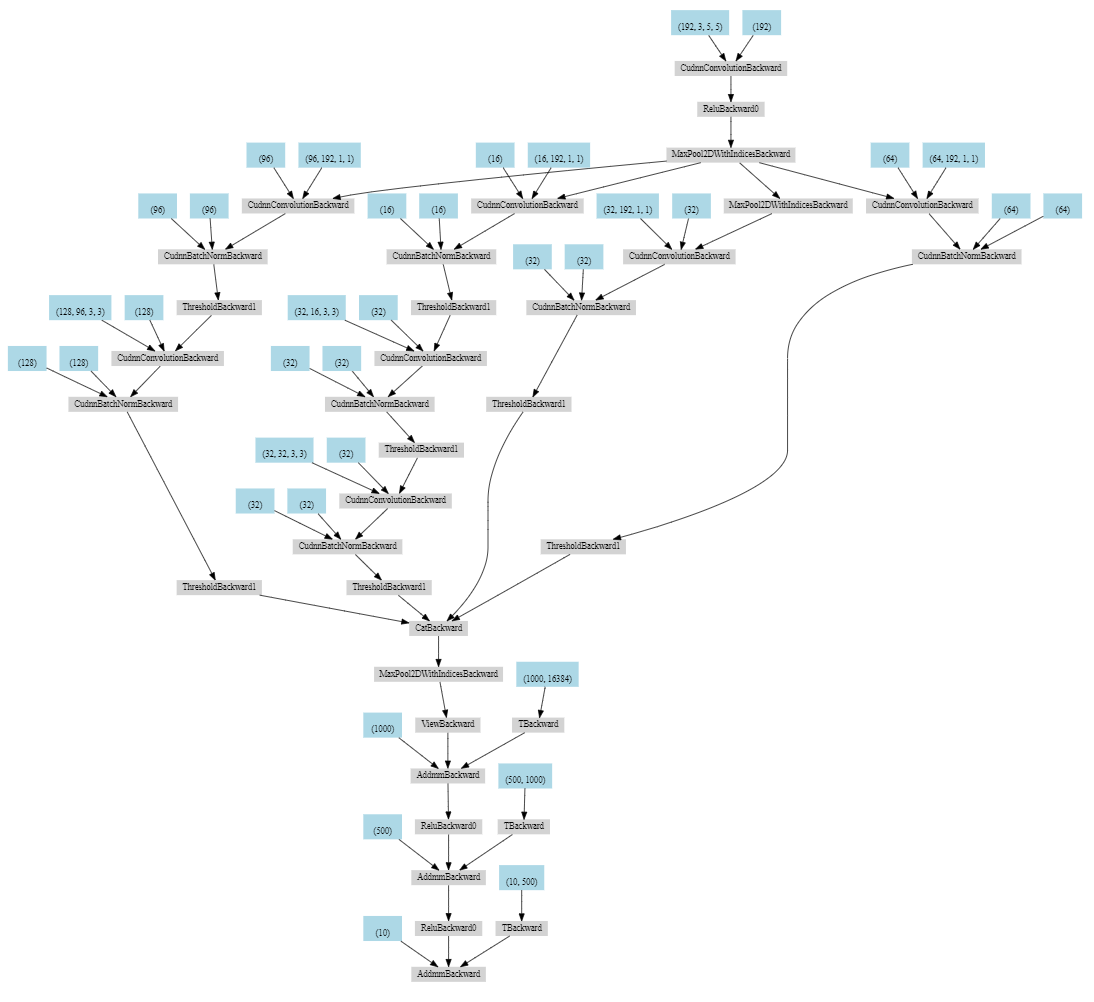 (192, 3, 5, 5)
(192)
CudnnConvolutionBackward
ReluBackward0
MaxPool2DWithIndicesBackward
(96)
(96, 192, 1, 1)
(16)
(16, 192, 1, 1)
(64)
(64, 192, 1, 1)
CudnnConvolutionBackward
CudnnConvolutionBackward
MaxPool2DWithIndicesBackward
CudnnConvolutionBackward
(96)
(96)
(16)
(16)
(32, 192, 1, 1)
(32)
(64)
(64)
CudnnBatchNormBackward
CudnnBatchNormBackward
CudnnConvolutionBackward
CudnnBatchNormBackward
(32)
(32)
ThresholdBackward1
ThresholdBackward1
CudnnBatchNormBackward
(128, 96, 3, 3)
(128)
(32, 16, 3, 3)
(32)
CudnnConvolutionBackward
CudnnConvolutionBackward
(128)
(128)
(32)
(32)
CudnnBatchNormBackward
CudnnBatchNormBackward
ThresholdBackward1
ThresholdBackward1
(32, 32, 3, 3)
(32)
CudnnConvolutionBackward
(32)
(32)
CudnnBatchNormBackward
ThresholdBackward1
ThresholdBackward1
ThresholdBackward1
CatBackward
MaxPool2DWithIndicesBackward
(1000, 16384)
(1000)
ViewBackward
TBackward
AddmmBackward
(500, 1000)
(500)
ReluBackward0
TBackward
AddmmBackward
(10, 500)
(10)
ReluBackward0
TBackward
AddmmBackward